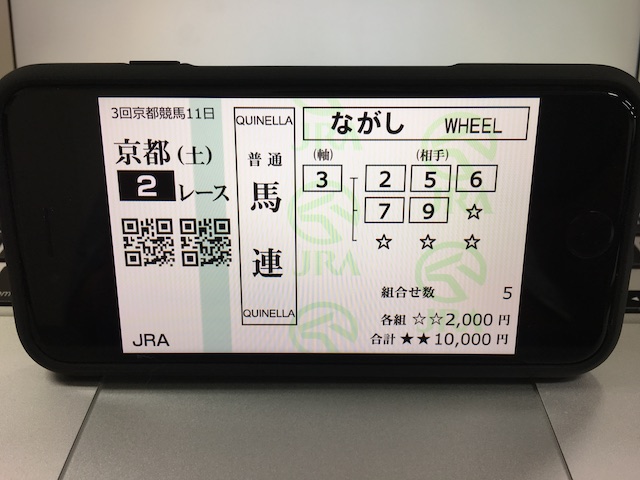 3回京都競馬11日
京都(土)
2レース
JRA
QUINELLA
普通
馬連
QUINELLA
ながし WHEEL
(軸) (相手)
3 2 5 6
7 9 ☆
☆ ☆ ☆
組合せ数 5
各組 ☆☆2,000円
合計 ★★10,000円
JRA
JRA